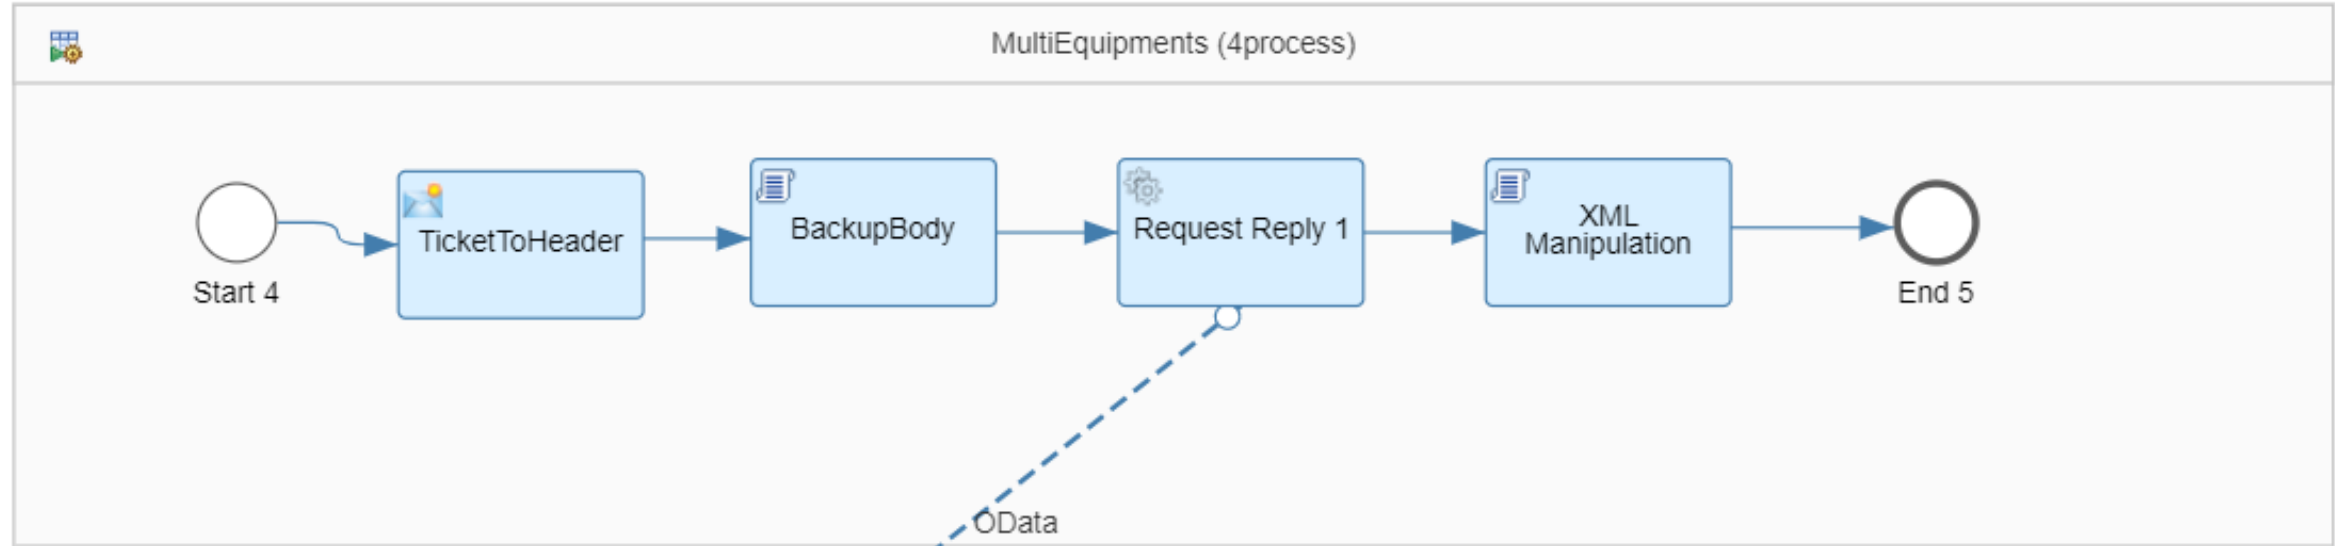 MultiEquipments (4process)
Start 4
TicketToHeader
BackupBody
Request Reply 1
XML
Manipulation
End 5
OData